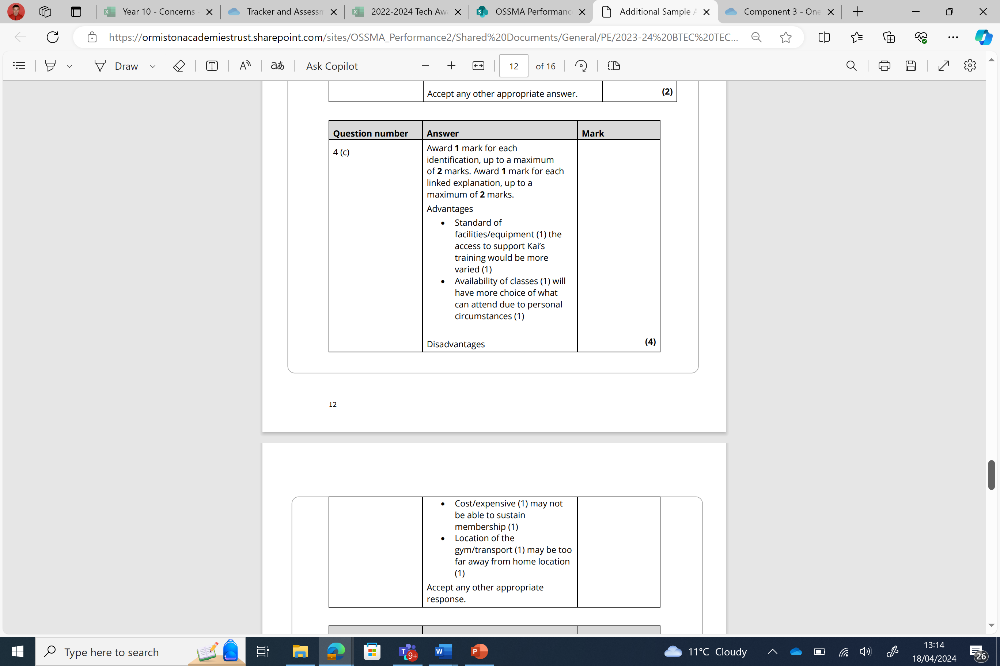 Year 10 - Concerns
Tracker and Assessm
2022-2024 Tech Aw
OSSMA Performanc
Additional Sample A
Component 3 - One
https://ormistonacademiestrust.sharepoint.com/sites/OSSMA_Performance2/Shared%20Documents/General/PE/2023-24%20BTEC%20TEC...
Draw
Ask Copilot
12
of 16
Accept any other appropriate answer.
(2)
Question number
Answer
Mark
4 (c)
Award 1 mark for each
identification, up to a maximum
of 2 marks. Award 1 mark for each
linked explanation, up to a
maximum of 2 marks.
Advantages
• Standard of
facilities/equipment (1) the
access to support Kai's
training would be more
varied (1)
• Availability of classes (1) will
have more choice of what
can attend due to personal
circumstances (1)
Disadvantages
(4)
12
• Cost/expensive (1) may not
be able to sustain
membership (1)
• Location of the
gym/transport (1) may be too
far away from home location
(1)
Accept any other appropriate
response.
Type here to search
9+
11°C Cloudy
13:14
18/04/2024
26